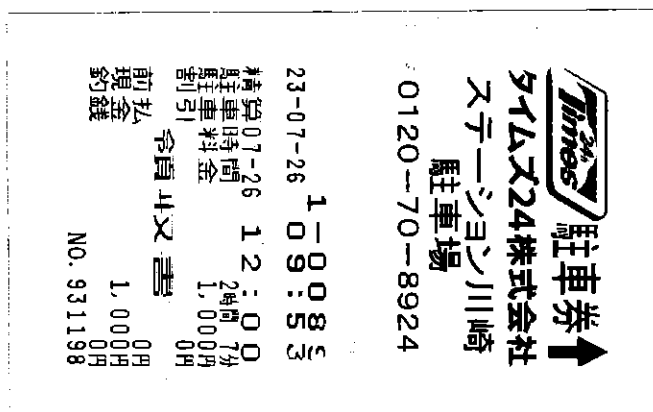 Times 24h 駐車券
タイムズ24株式会社
ステーション川崎
駐車場
0120-70-8924
23-07-26 09:53
精算07-26 12:00
駐車時間 2時間 7分
駐車料金 1,000円
割引 0円
領収書
前払 0円
現金 1,000円
釣銭 0円
NO.931198